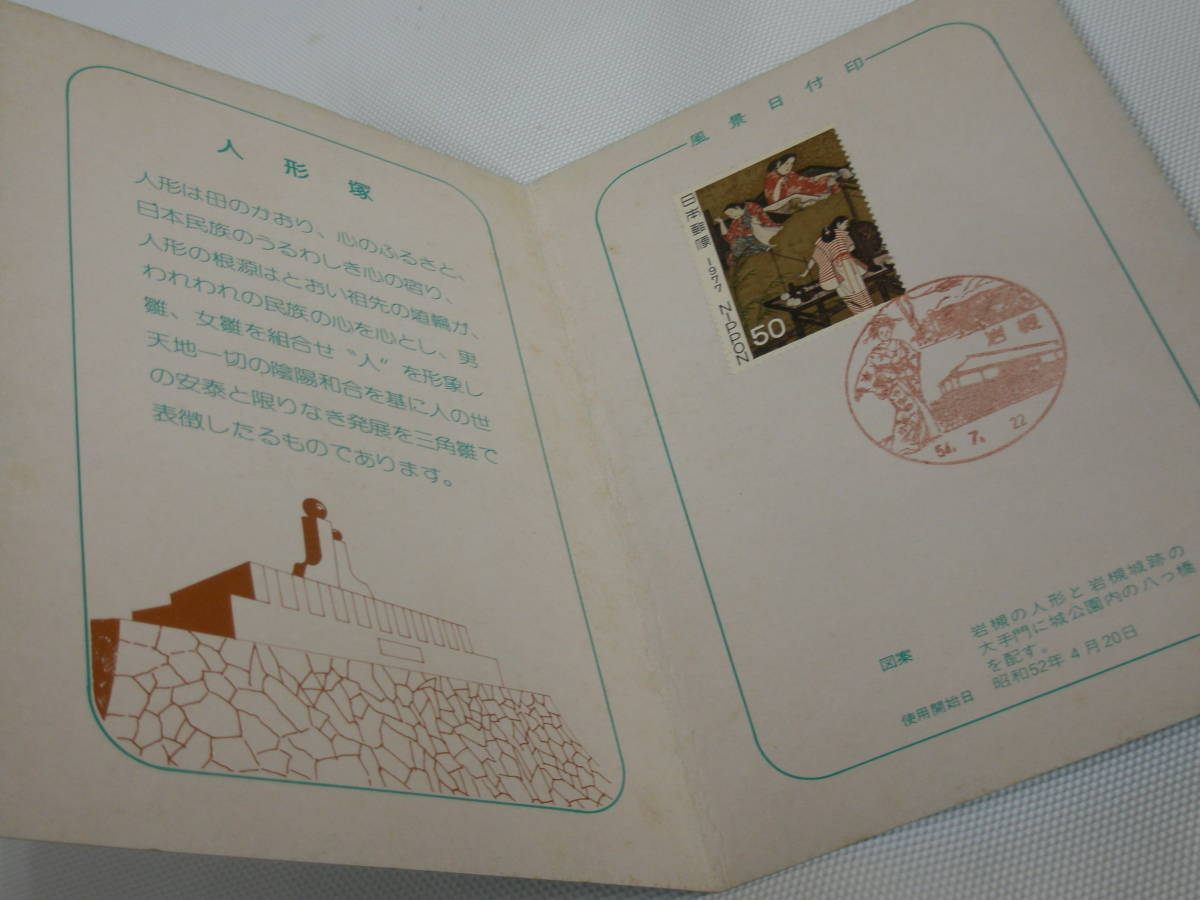 人形塚
人形は母のかおり、心のふるさと、
日本民族のうるわしき心の宿り、
人形の根源はとおい祖先の埴輪が、
われわれの民族の心を心とし、男
雛、女雛を組合せ〝人〟を形象し
天地一切の陰陽和合を基に人の世
の安泰と限りなき発展を三角雛で
表徴したるものであります。
風景日付印
日本郵便 1977 NIPPON
50
岩槻
54. 7. 22
図案 岩槻の人形と岩槻城跡の
大手門に城公園内の八つ橋
を配す。
使用開始日 昭和52年4月20日